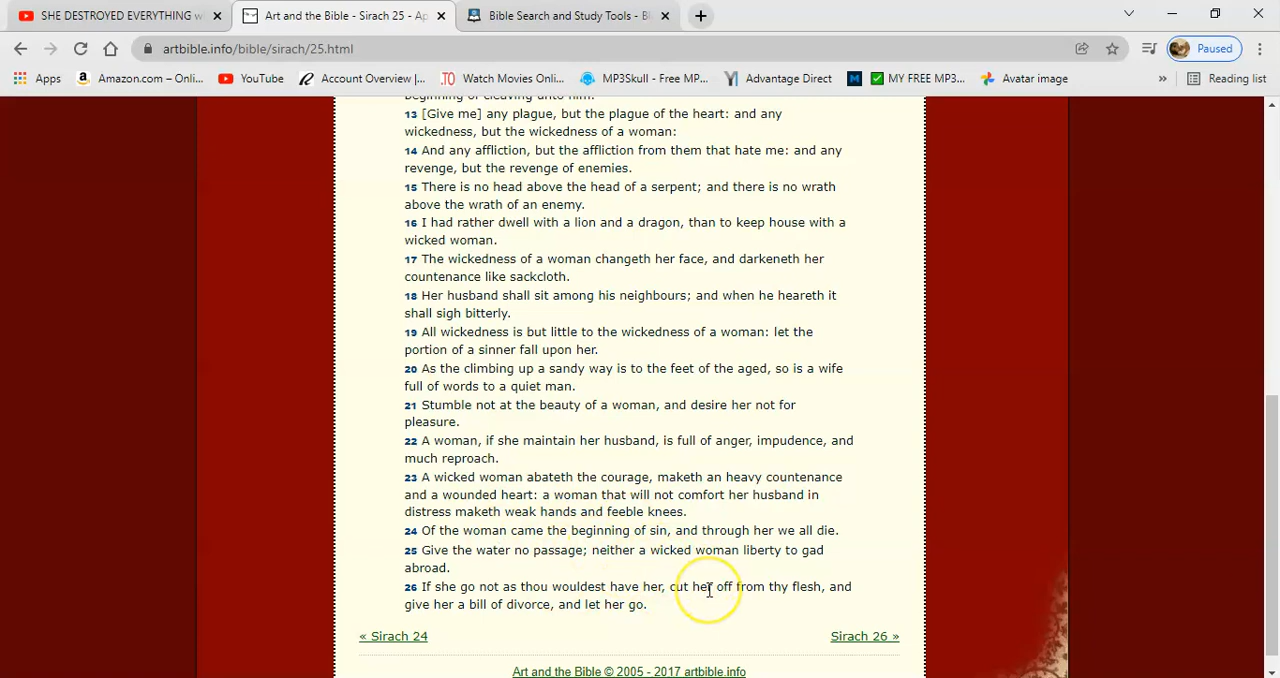 SHE DESTROYED EVERYTHING w
Art and the Bible - Sirach 25 - Ap
Bible Search and Study Tools - Bl
artbible.info/bible/sirach/25.html
Paused
Apps
Amazon.com – Onli...
YouTube
Account Overview |...
Watch Movies Onli...
MP3Skull - Free MP...
Advantage Direct
MY FREE MP3...
Avatar image
»
Reading list
beginning of cleaving unto him.
13 [Give me] any plague, but the plague of the heart: and any
wickedness, but the wickedness of a woman:
14 And any affliction, but the affliction from them that hate me: and any
revenge, but the revenge of enemies.
15 There is no head above the head of a serpent; and there is no wrath
above the wrath of an enemy.
16 I had rather dwell with a lion and a dragon, than to keep house with a
wicked woman.
17 The wickedness of a woman changeth her face, and darkeneth her
countenance like sackcloth.
18 Her husband shall sit among his neighbours; and when he heareth it
shall sigh bitterly.
19 All wickedness is but little to the wickedness of a woman: let the
portion of a sinner fall upon her.
20 As the climbing up a sandy way is to the feet of the aged, so is a wife
full of words to a quiet man.
21 Stumble not at the beauty of a woman, and desire her not for
pleasure.
22 A woman, if she maintain her husband, is full of anger, impudence, and
much reproach.
23 A wicked woman abateth the courage, maketh an heavy countenance
and a wounded heart: a woman that will not comfort her husband in
distress maketh weak hands and feeble knees.
24 Of the woman came the beginning of sin, and through her we all die.
25 Give the water no passage; neither a wicked woman liberty to gad
abroad.
26 If she go not as thou wouldest have her, cut her off from thy flesh, and
give her a bill of divorce, and let her go.
« Sirach 24
Sirach 26 »
Art and the Bible © 2005 - 2017 artbible.info